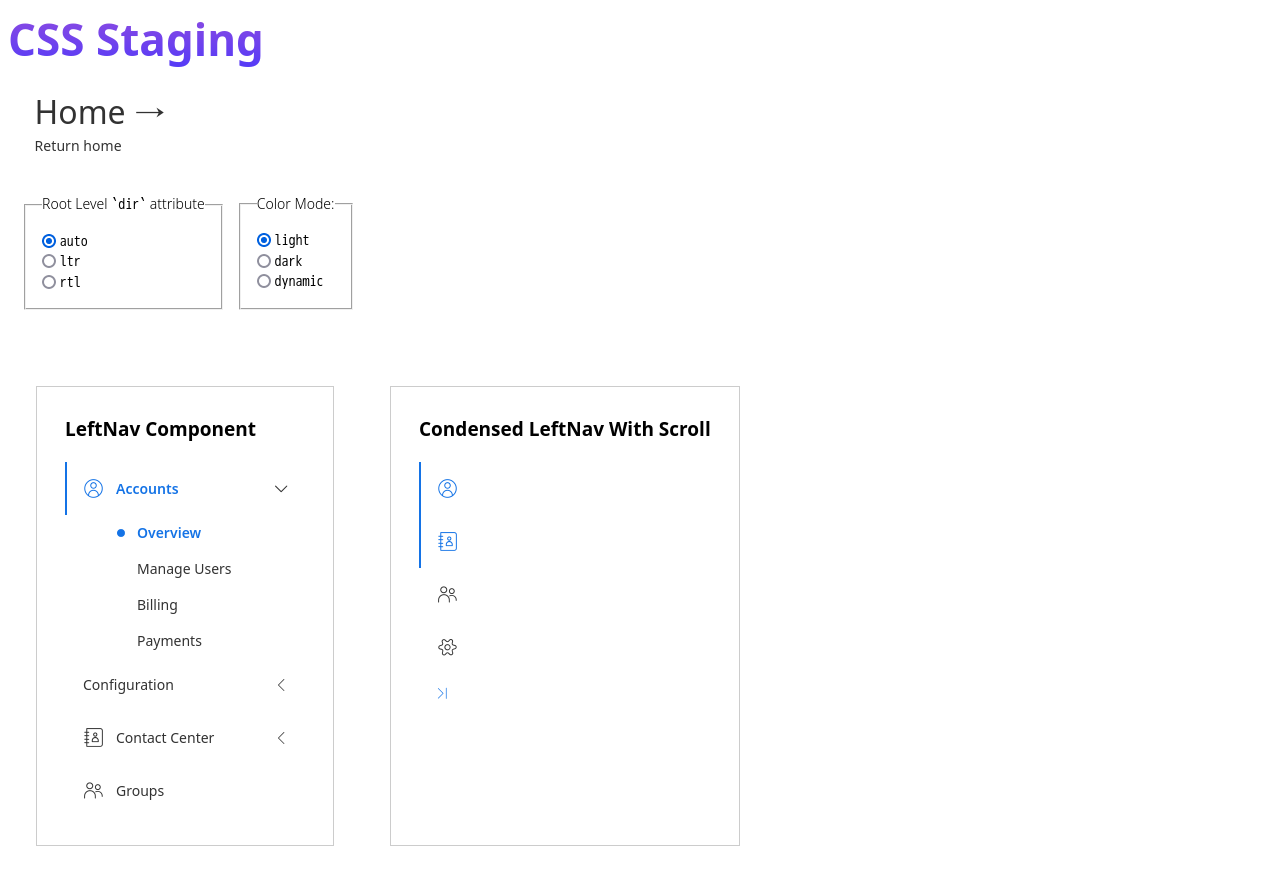 CSS Staging
Home →
Return home
Root Level `dir` attribute
auto
ltr
rtl
Color Mode:
light
dark
dynamic
LeftNav Component
Accounts
Overview
Manage Users
Billing
Payments
Configuration
Contact Center
Groups
Condensed LeftNav With Scroll